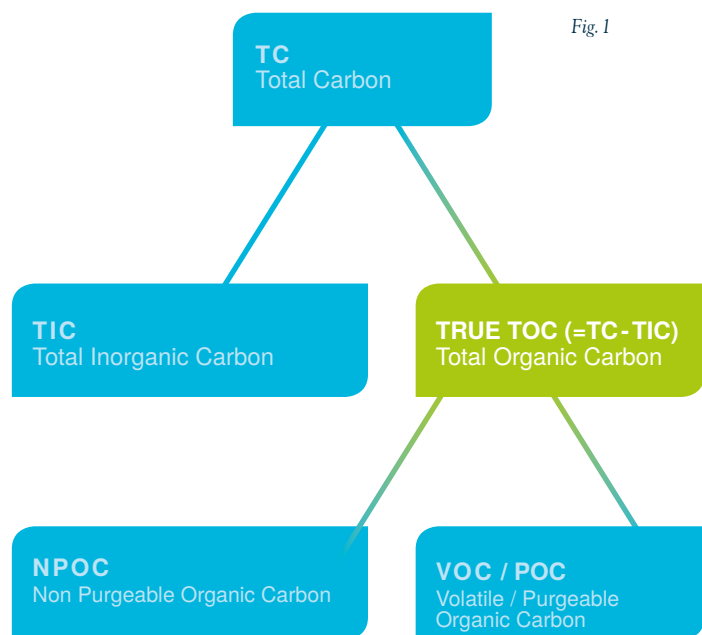 Fig. 1
TC
Total Carbon
TIC
Total Inorganic Carbon
TRUE TOC (=TC-TIC)
Total Organic Carbon
NPOC
Non Purgeable Organic Carbon
VOC / POC
Volatile / Purgeable
Organic Carbon